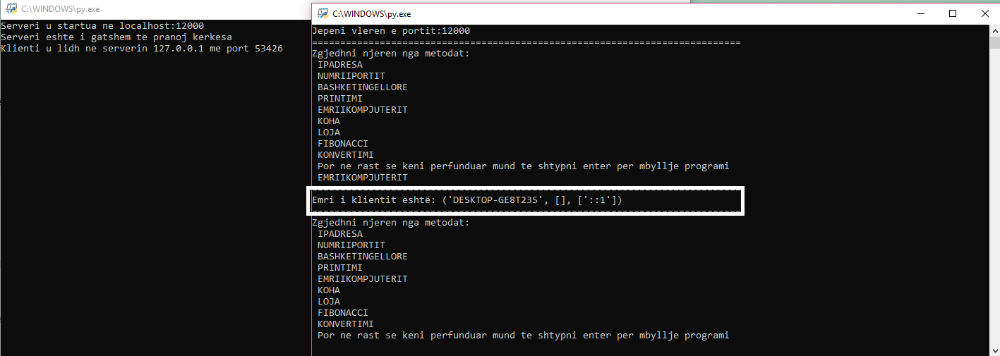 C:\WINDOWS\py.exe
Serveri u startua ne localhost:12000
Serveri eshte i gatshem te pranoj kerkesa
Klienti u lidh ne serverin 127.0.0.1 me port 53426
C:\WINDOWS\py.exe
Jepeni vleren e portit:12000
============================================================================
Zgjedhni njeren nga metodat:
IPADRESA
NUMRIIPORTIT
BASHKETINGELLORE
PRINTIMI
EMRIIKOMPJUTERIT
KOHA
LOJA
FIBONACCI
KONVERTIMI
Por ne rast se keni perfunduar mund te shtypni enter per mbyllje programi
EMRIIKOMPJUTERIT
----------------------------------------------------------------------------
Emri i klientit është: ('DESKTOP-GE8T23S', [], ['::1'])
============================================================================
Zgjedhni njeren nga metodat:
IPADRESA
NUMRIIPORTIT
BASHKETINGELLORE
PRINTIMI
EMRIIKOMPJUTERIT
KOHA
LOJA
FIBONACCI
KONVERTIMI
Por ne rast se keni perfunduar mund te shtypni enter per mbyllje programi